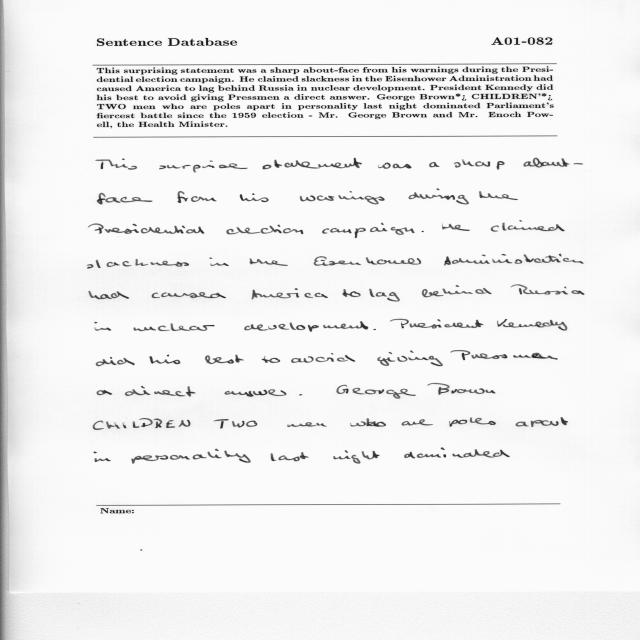 Sentence Database A01-082
This surprising statement was a sharp about-face from his warnings during the Presi-
dential election campaign. He claimed slackness in the Eisenhower Administration had
caused America to lag behind Russia in nuclear development. President Kennedy did
his best to avoid giving Pressmen a direct answer. George Brown*¿ CHILDREN'*¿
TWO men who are poles apart in personality last night dominated Parliament's
fiercest battle since the 1959 election - Mr. George Brown and Mr. Enoch Pow-
ell, the Health Minister.
This surprise statement was a sharp about-
face from his warnings during the
Presidential election campaign. He claimed
slackness in the Eisenhower Administration
had caused America to lag behind Russia
in nuclear development. President Kennedy
did his best to avoid giving Pressmen
a direct answer. George Brown
CHILDREN TWO men who are poles apart
in personality last night dominated
Name: